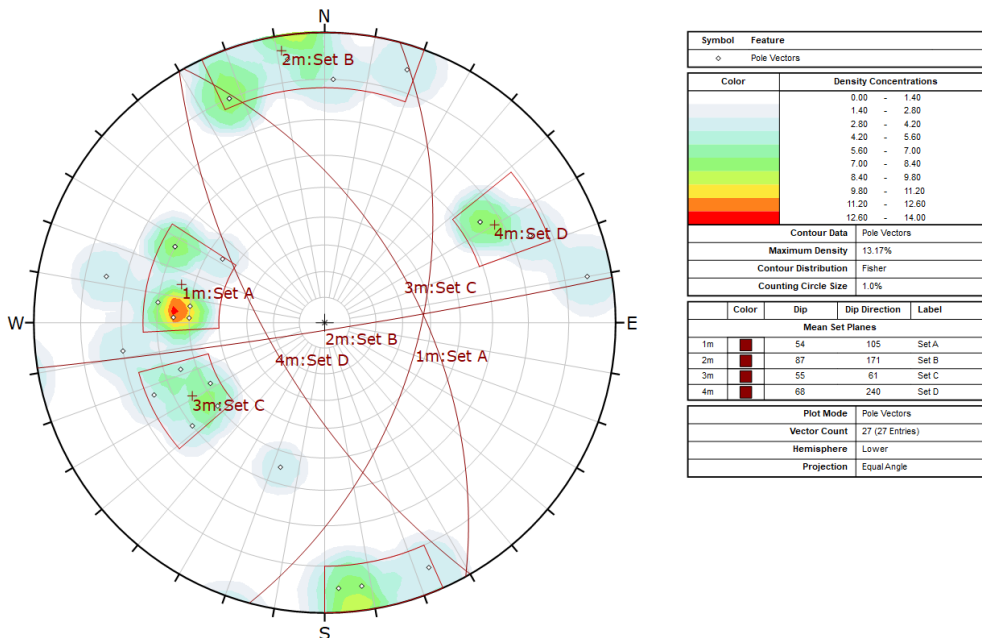 N
2m:Set B
4m:Set D
3m:Set C
1m:Set A
W
E
2m:Set B
4m:Set D
1m:Set A
3m:Set C
S
Symbol Feature
Pole Vectors
Color Density Concentrations
0.00 - 1.40
1.40 - 2.80
2.80 - 4.20
4.20 - 5.60
5.60 - 7.00
7.00 - 8.40
8.40 - 9.80
9.80 - 11.20
11.20 - 12.60
12.60 - 14.00
Contour Data Pole Vectors
Maximum Density 13.17%
Contour Distribution Fisher
Counting Circle Size 1.0%
Color Dip Dip Direction Label
Mean Set Planes
1m 54 105 Set A
2m 87 171 Set B
3m 55 61 Set C
4m 68 240 Set D
Plot Mode Pole Vectors
Vector Count 27 (27 Entries)
Hemisphere Lower
Projection Equal Angle